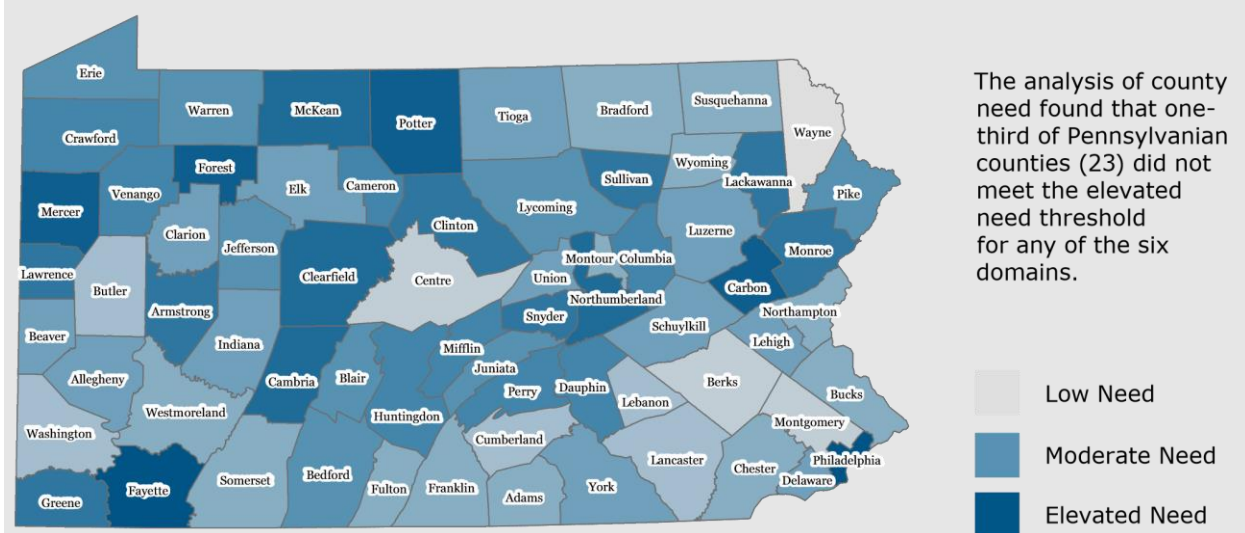 Erie
Warren
McKean
Potter
Tioga
Bradford
Susquehanna
Wayne
Crawford
Forest
Elk
Cameron
Sullivan
Wyoming
Lackawanna
Pike
Mercer
Venango
Clarion
Jefferson
Clinton
Lycoming
Luzerne
Monroe
Lawrence
Butler
Clearfield
Centre
Union
Montour
Columbia
Carbon
Armstrong
Snyder
Northumberland
Northampton
Beaver
Indiana
Mifflin
Schuylkill
Lehigh
Allegheny
Cambria
Blair
Juniata
Perry
Dauphin
Berks
Bucks
Westmoreland
Huntingdon
Lebanon
Montgomery
Washington
Cumberland
Lancaster
Philadelphia
Greene
Fayette
Somerset
Bedford
Fulton
Franklin
Adams
York
Chester
Delaware
The analysis of county
need found that one-
third of Pennsylvanian
counties (23) did not
meet the elevated
need threshold
for any of the six
domains.
Low Need
Moderate Need
Elevated Need